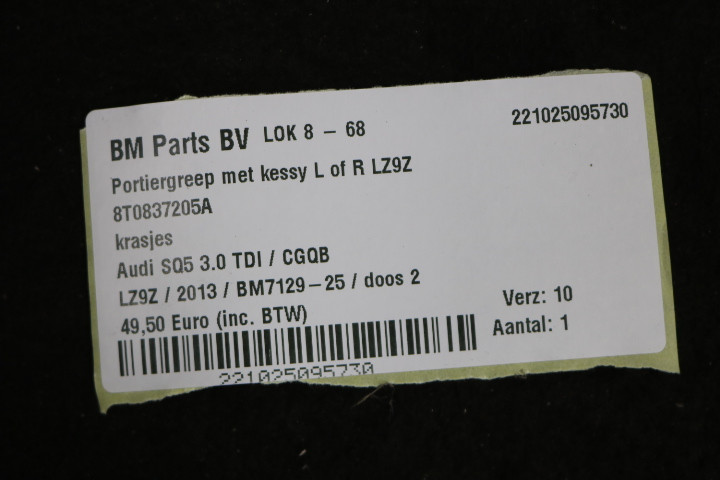 BM Parts BV LOK 8 - 68 221025095730
Portiergreep met kessy L of R LZ9Z
8T0837205A
krasjes
Audi SQ5 3.0 TDI / CGQB
LZ9Z / 2013 / BM7129-25 / doos 2
Verz: 10
49,50 Euro (inc. BTW)
Aantal: 1
221025095730